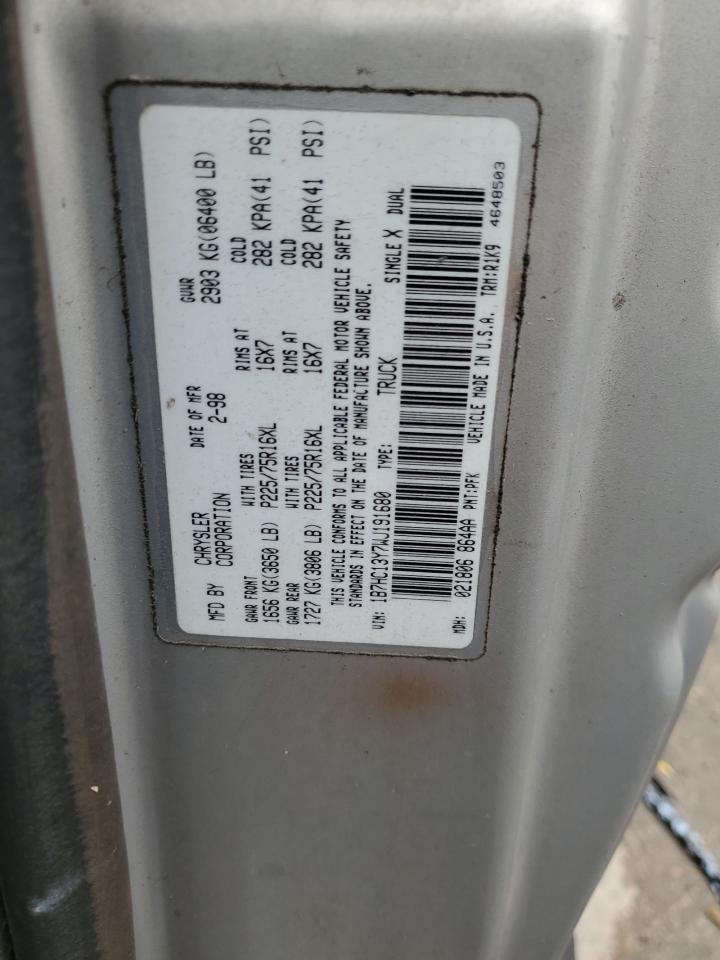 MFD BY CHRYSLER CORPORATION DATE OF MFR 2-98 GVWR 2903 KG(06400 LB)
GAWR FRONT WITH TIRES RIMS AT COLD
1656 KG(3650 LB) P225/75R16XL 16X7 282 KPA(41 PSI)
GAWR REAR WITH TIRES RIMS AT COLD
1727 KG(3806 LB) P225/75R16XL 16X7 282 KPA(41 PSI)
THIS VEHICLE CONFORMS TO ALL APPLICABLE FEDERAL MOTOR VEHICLE SAFETY
STANDARDS IN EFFECT ON THE DATE OF MANUFACTURE SHOWN ABOVE.
VIN: 1B7HC13Y7WJ191680 TYPE: TRUCK SINGLE X DUAL
MDH: 021806 864AA PNT:PFK VEHICLE MADE IN U.S.A. TRM:R1K9
4648503